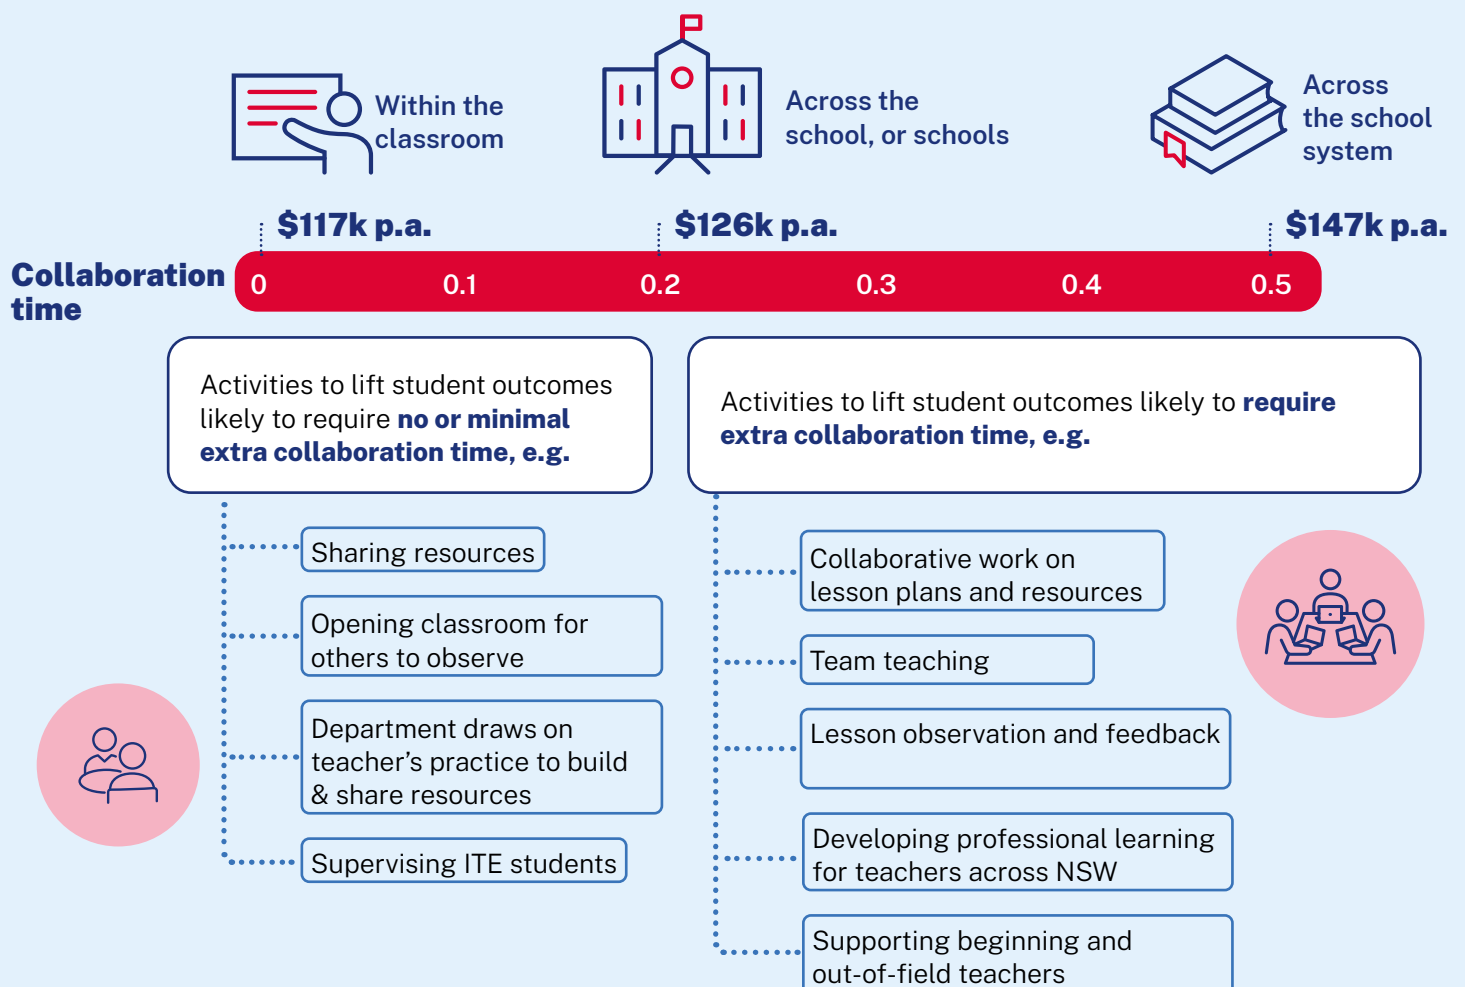 Within the
classroom
Across the
school, or schools
Across
the school
system
$117k p.a.
$126k p.a.
$147k p.a.
Collaboration
time
0
0.1
0.2
0.3
0.4
0.5
Activities to lift student outcomes
likely to require no or minimal
extra collaboration time, e.g.
Sharing resources
Opening classroom for
others to observe
Department draws on
teacher’s practice to build
& share resources
Supervising ITE students
Activities to lift student outcomes likely to require
extra collaboration time, e.g.
Collaborative work on
lesson plans and resources
Team teaching
Lesson observation and feedback
Developing professional learning
for teachers across NSW
Supporting beginning and
out-of-field teachers